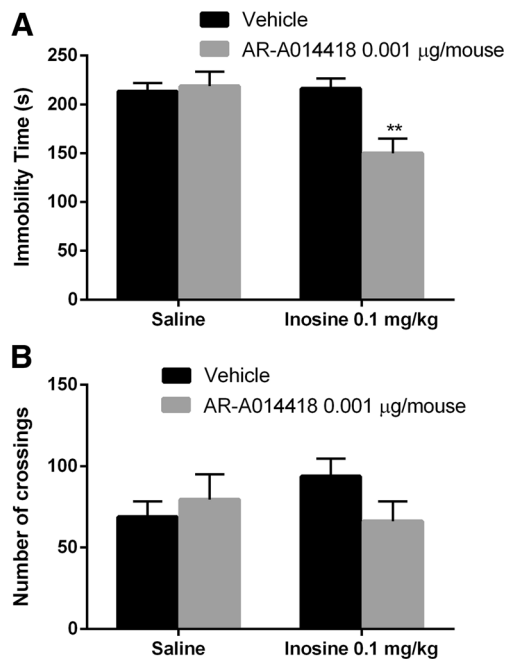 A
Vehicle
AR-A014418 0.001 µg/mouse
Immobility Time (s)
250
200
150
100
50
0
**
Saline
Inosine 0.1 mg/kg
B
Vehicle
AR-A014418 0.001 µg/mouse
Number of crossings
150
100
50
0
Saline
Inosine 0.1 mg/kg